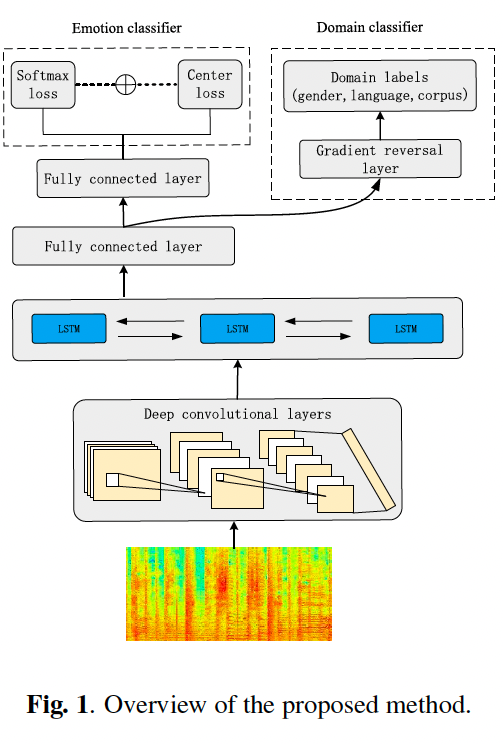 Emotion classifier
Domain classifier
Softmax
loss
Center
loss
Domain labels
(gender, language, corpus)
Gradient reversal
layer
Fully connected layer
Fully connected layer
LSTM
LSTM
LSTM
Deep convolutional layers
Fig. 1. Overview of the proposed method.